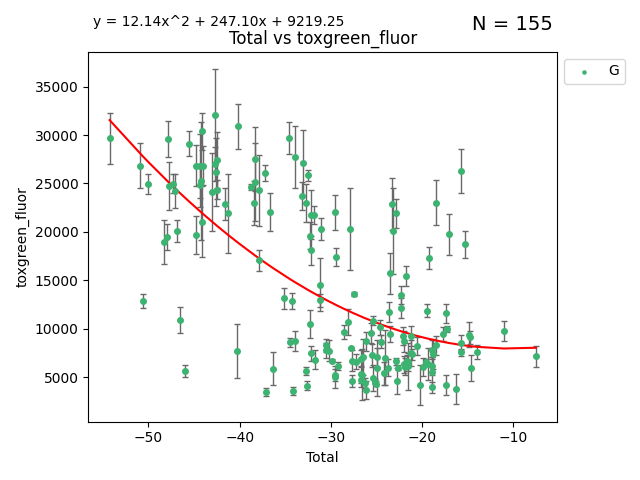 y = 12.14x^2 + 247.10x + 9219.25
N = 155
Total vs toxgreen_fluor
G
35000
30000
25000
20000
15000
10000
5000
toxgreen_fluor
−50
−40
−30
−20
−10
Total